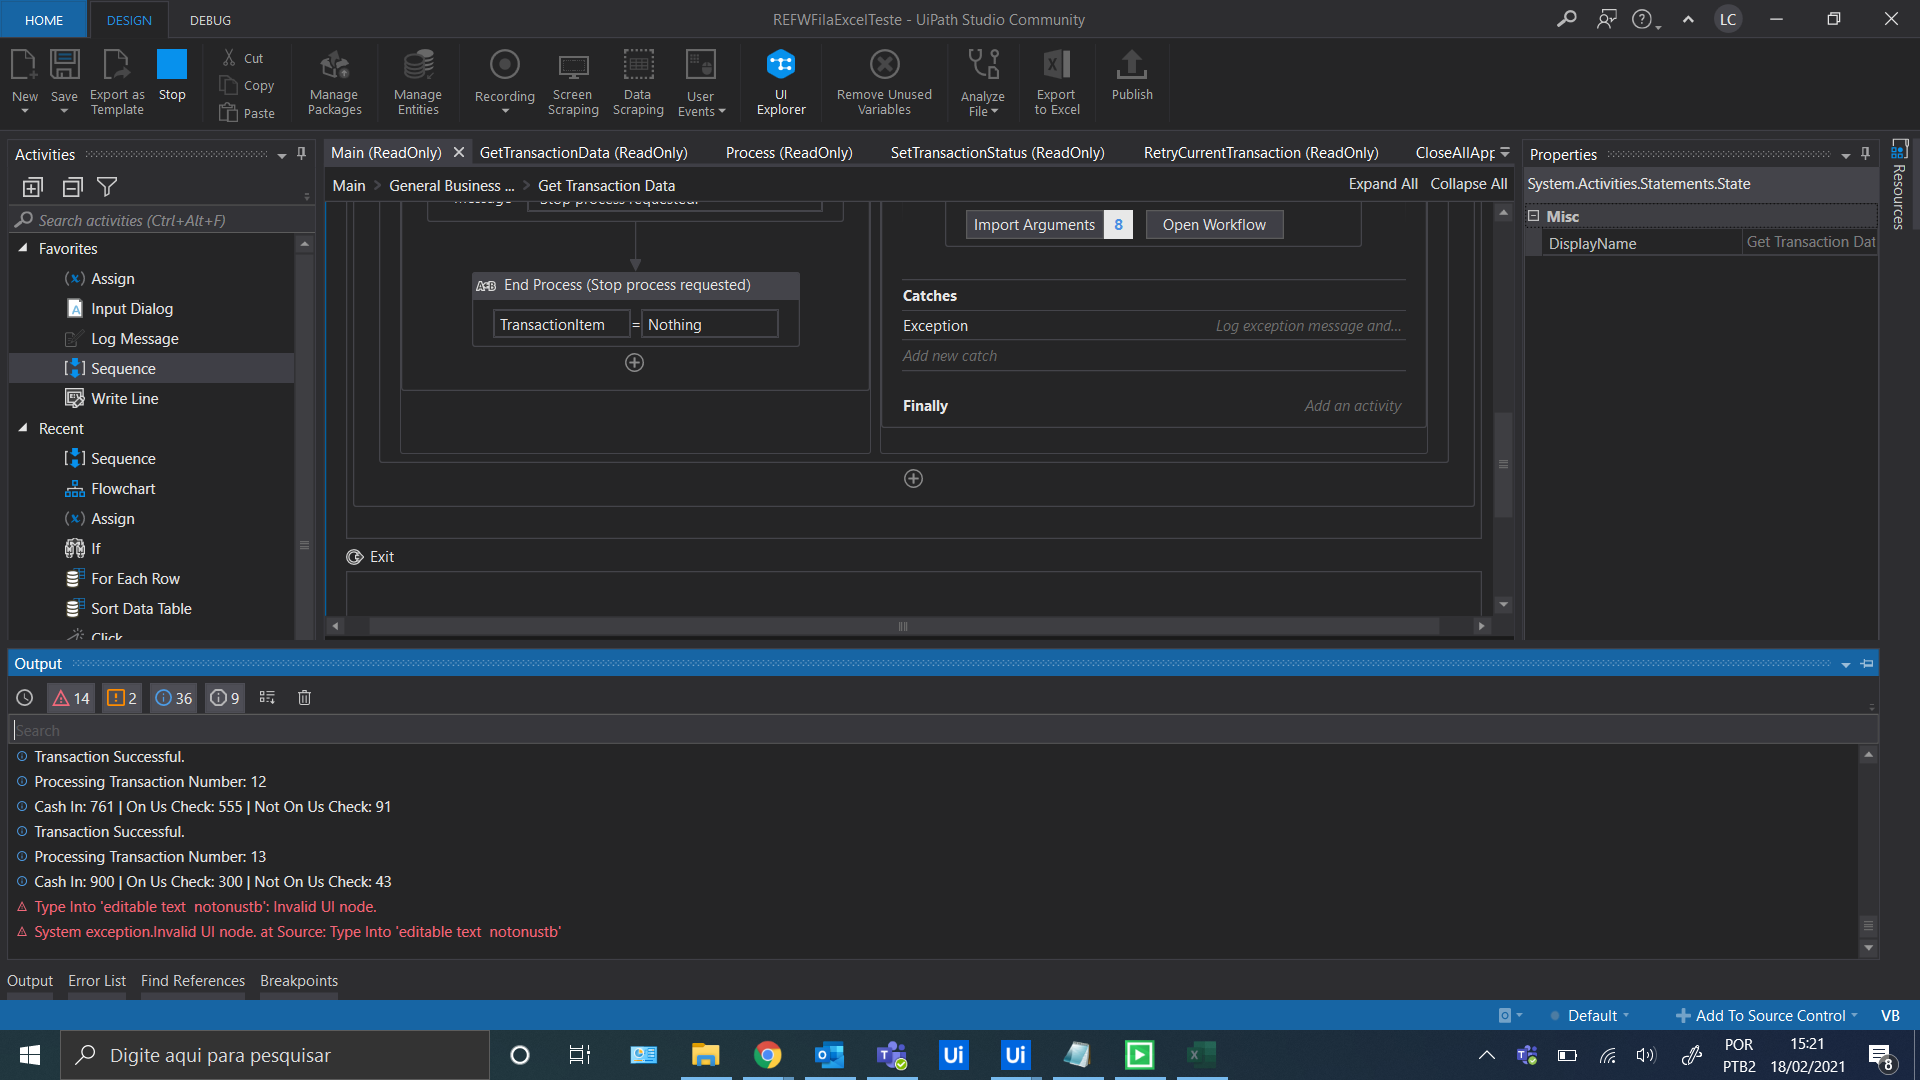 HOME
DESIGN
DEBUG
REFWFilaExcelTeste - UiPath Studio Community
LC
New
Save
Export as
Template
Stop
Cut
Copy
Paste
Manage
Packages
Manage
Entities
Recording
Screen
Scraping
Data
Scraping
User
Events
UI
Explorer
Remove Unused
Variables
Analyze
File
Export
to Excel
Publish
Activities
Main (ReadOnly)
GetTransactionData (ReadOnly)
Process (ReadOnly)
SetTransactionStatus (ReadOnly)
RetryCurrentTransaction (ReadOnly)
CloseAllApp
Properties
Resources
Main
General Business ...
Get Transaction Data
Expand All
Collapse All
System.Activities.Statements.State
Search activities (Ctrl+Alt+F)
Misc
DisplayName
Get Transaction Dat
Favorites
Assign
Input Dialog
Log Message
Sequence
Write Line
Recent
Sequence
Flowchart
Assign
If
For Each Row
Sort Data Table
Click
Message
Stop process requested.
Import Arguments 8
Open Workflow
A=B End Process (Stop process requested)
TransactionItem = Nothing
Catches
Exception
Log exception message and...
Add new catch
Finally
Add an activity
Exit
Output
14
2
36
9
Search
Transaction Successful.
Processing Transaction Number: 12
Cash In: 761 | On Us Check: 555 | Not On Us Check: 91
Transaction Successful.
Processing Transaction Number: 13
Cash In: 900 | On Us Check: 300 | Not On Us Check: 43
Type Into 'editable text  notonustb': Invalid UI node.
System exception.Invalid UI node. at Source: Type Into 'editable text  notonustb'
Output
Error List
Find References
Breakpoints
Default
Add To Source Control
VB
Digite aqui para pesquisar
Ui
Ui
POR
PTB2
15:21
18/02/2021
8